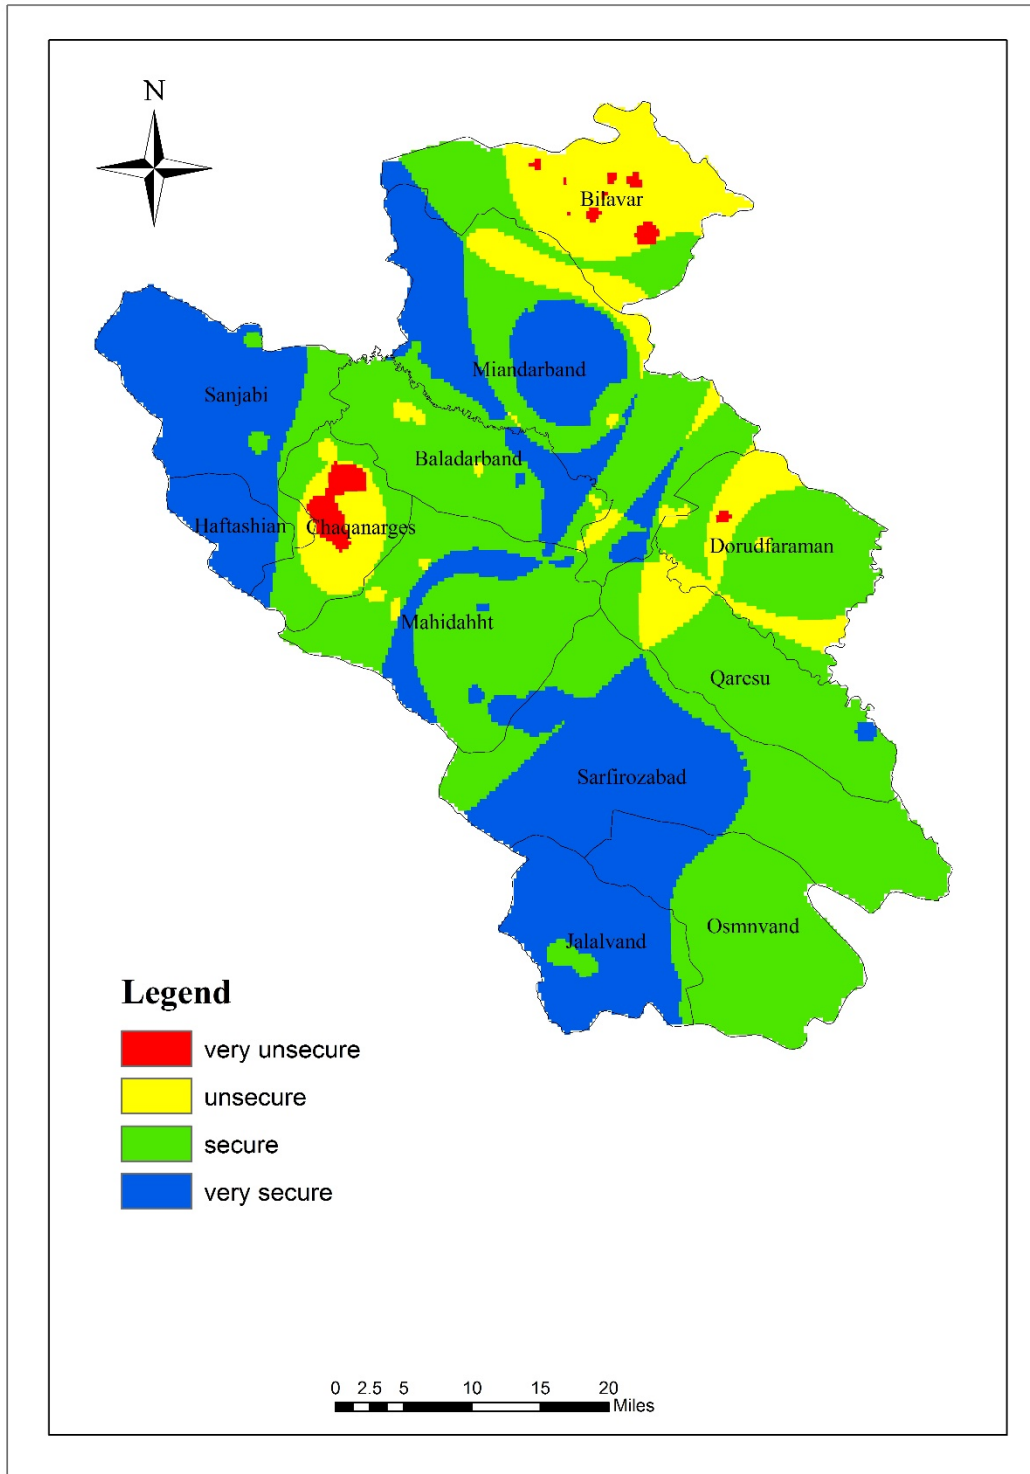 N
Bilavar
Miandarband
Sanjabi
Baladarband
Haftashian
Chaqanarges
Dorudfaraman
Mahidahht
Qarcsu
Sarfirozabad
Osmnvand
Jalalvand
Legend
very unsecure
unsecure
secure
very secure
0 2.5 5 10 15 20
Miles